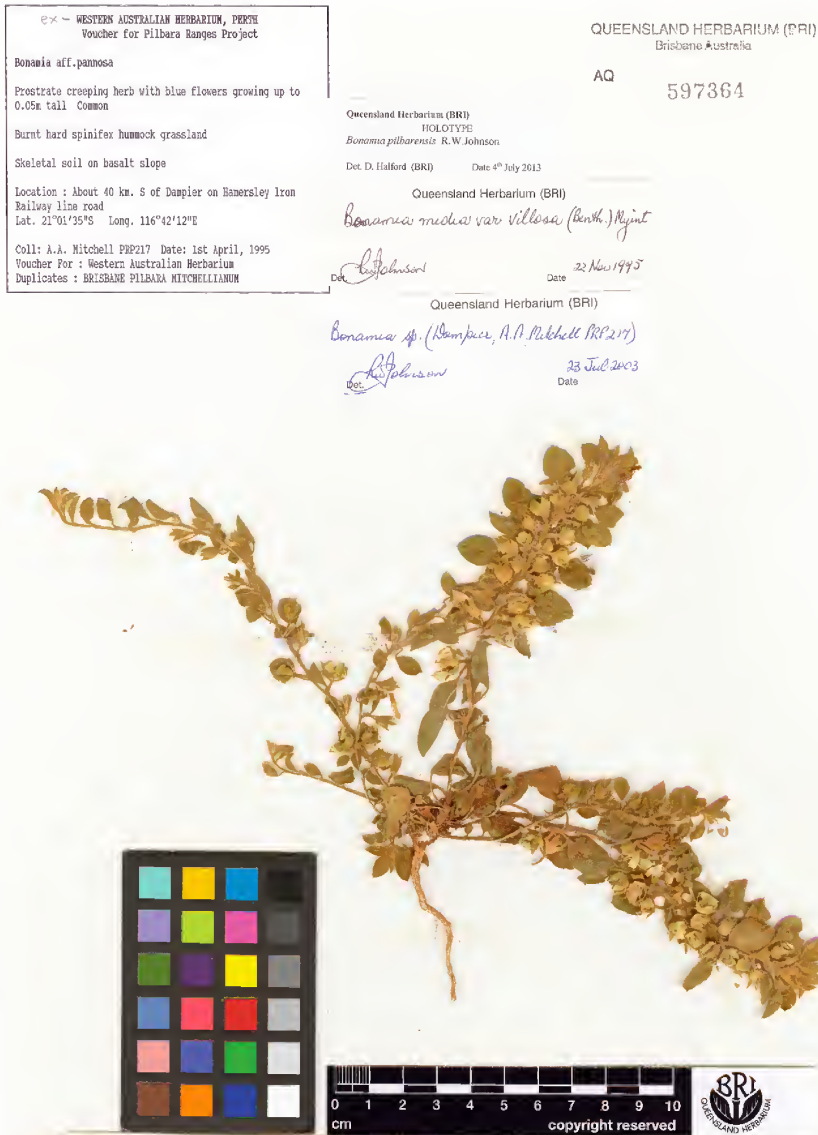 ex - WESTERN AUSTRALIAN HERBARIUM, PERTH
Voucher for Pilbara Ranges Project
Bonamia aff.pannosa
Prostrate creeping herb with blue flowers growing up to
0.05m tall Common
Burnt hard spinifex hummock grassland
Skeletal soil on basalt slope
Location : About 40 km. S of Dampier on Hamersley Iron
Railway line road
Lat. 21°01'35"S Long. 116°42'12"E
Coll: A.A. Mitchell PRP217 Date: 1st April, 1995
Voucher For : Western Australian Herbarium
Duplicates : BRISBANE PILBARA MITCHELLIANUM
QUEENSLAND HERBARIUM (BRI)
Brisbane Australia
AQ
597364
Queensland Herbarium (BRI)
HOLOTYPE
Bonamia pilbarensis R.W.Johnson
Det. D. Halford (BRI) Date 4th July 2013
Queensland Herbarium (BRI)
Bonamia media var villosa (Benth.) Myint
Det. RW Johnson Date 22 Nov 1995
Queensland Herbarium (BRI)
Bonamia sp. (Dampier, A.A. Mitchell PRP217)
Det. RW Johnson 23 Jul 2003
Date
0 1 2 3 4 5 6 7 8 9 10
cm copyright reserved
BRI
QUEENSLAND HERBARIUM